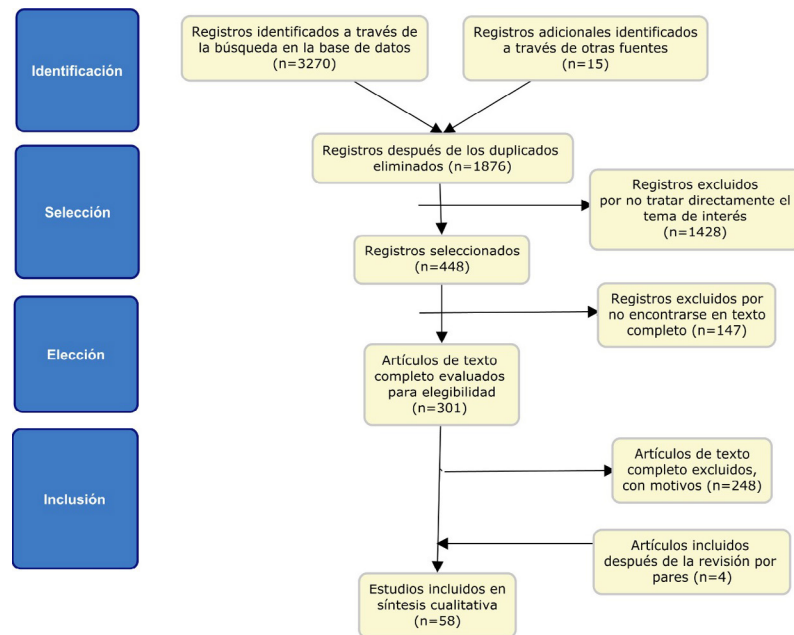 Identificación
Registros identificados a través de
la búsqueda en la base de datos
(n=3270)
Registros adicionales identificados
a través de otras fuentes
(n=15)
Registros después de los duplicados
eliminados (n=1876)
Selección
Registros excluidos
por no tratar directamente el
tema de interés
(n=1428)
Registros seleccionados
(n=448)
Registros excluidos por
no encontrarse en texto
completo (n=147)
Elección
Artículos de texto
completo evaluados
para elegibilidad
(n=301)
Artículos de texto
completo excluidos,
con motivos (n=248)
Inclusión
Artículos incluidos
después de la revisión por
pares (n=4)
Estudios incluidos en
síntesis cualitativa
(n=58)